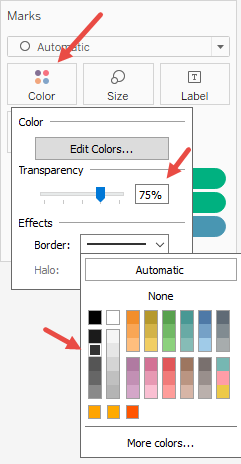 Marks
Automatic
Color
Size
Label
Color
Edit Colors...
Transparency
75%
Effects
Border:
Halo:
Automatic
None
More colors...